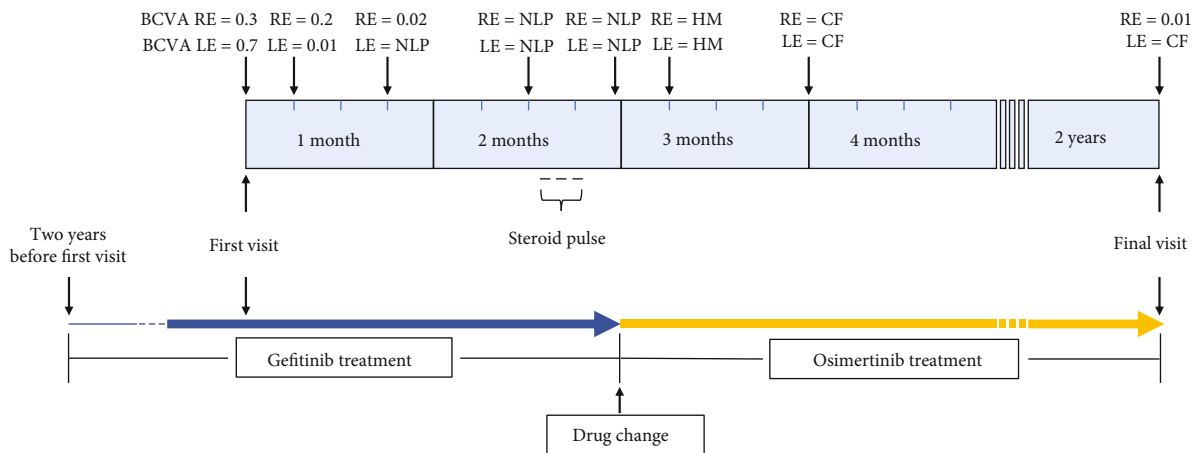 BCVA RE = 0.3 RE = 0.2 RE = 0.02 RE = NLP RE = NLP RE = HM RE = CF RE = 0.01
BCVA LE = 0.7 LE = 0.01 LE = NLP LE = NLP LE = NLP LE = HM LE = CF LE = CF
1 month 2 months 3 months 4 months 2 years
Steroid pulse
Two years
before first visit
First visit
Final visit
Gefitinib treatment
Osimertinib treatment
Drug change